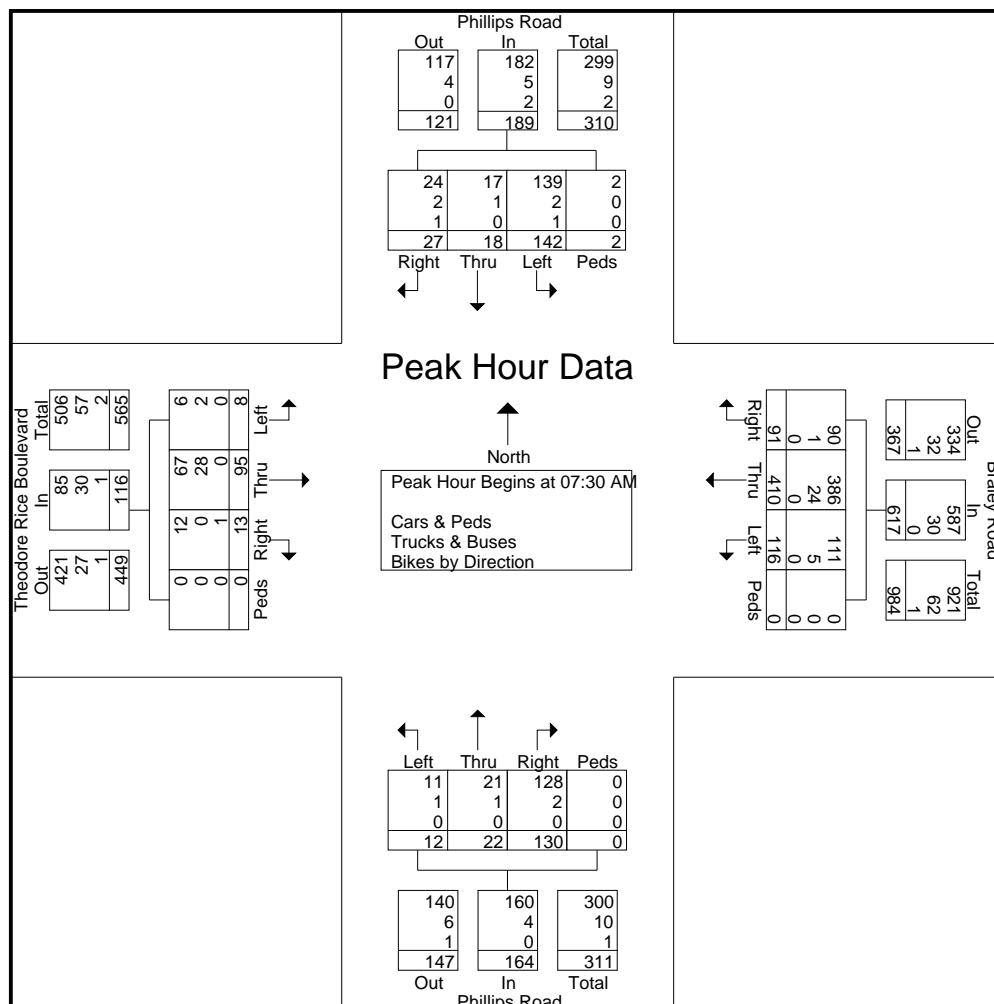 Phillips Road
Out In Total
117 182 299
4 5 9
0 2 2
121 189 310
24 17 139 2
2 1 2 0
1 0 1 0
27 18 142 2
Right Thru Left Peds
Peak Hour Data
North
Peak Hour Begins at 07:30 AM
Cars & Peds
Trucks & Buses
Bikes by Direction
Theodore Rice Boulevard
Out In Total
421 85 506
27 30 57
1 1 2
449 116 565
0 12 67 6
0 0 28 2
0 1 0 0
0 13 95 8
Peds Right Thru Left
Braley Road
Out In Total
334 587 921
32 30 62
1 0 1
367 617 984
90 386 111 0
1 24 5 0
0 0 0 0
91 410 116 0
Right Thru Left Peds
Left Thru Right Peds
11 21 128 0
1 1 2 0
0 0 0 0
12 22 130 0
140 160 300
6 4 10
1 0 1
147 164 311
Out In Total
Phillips Road